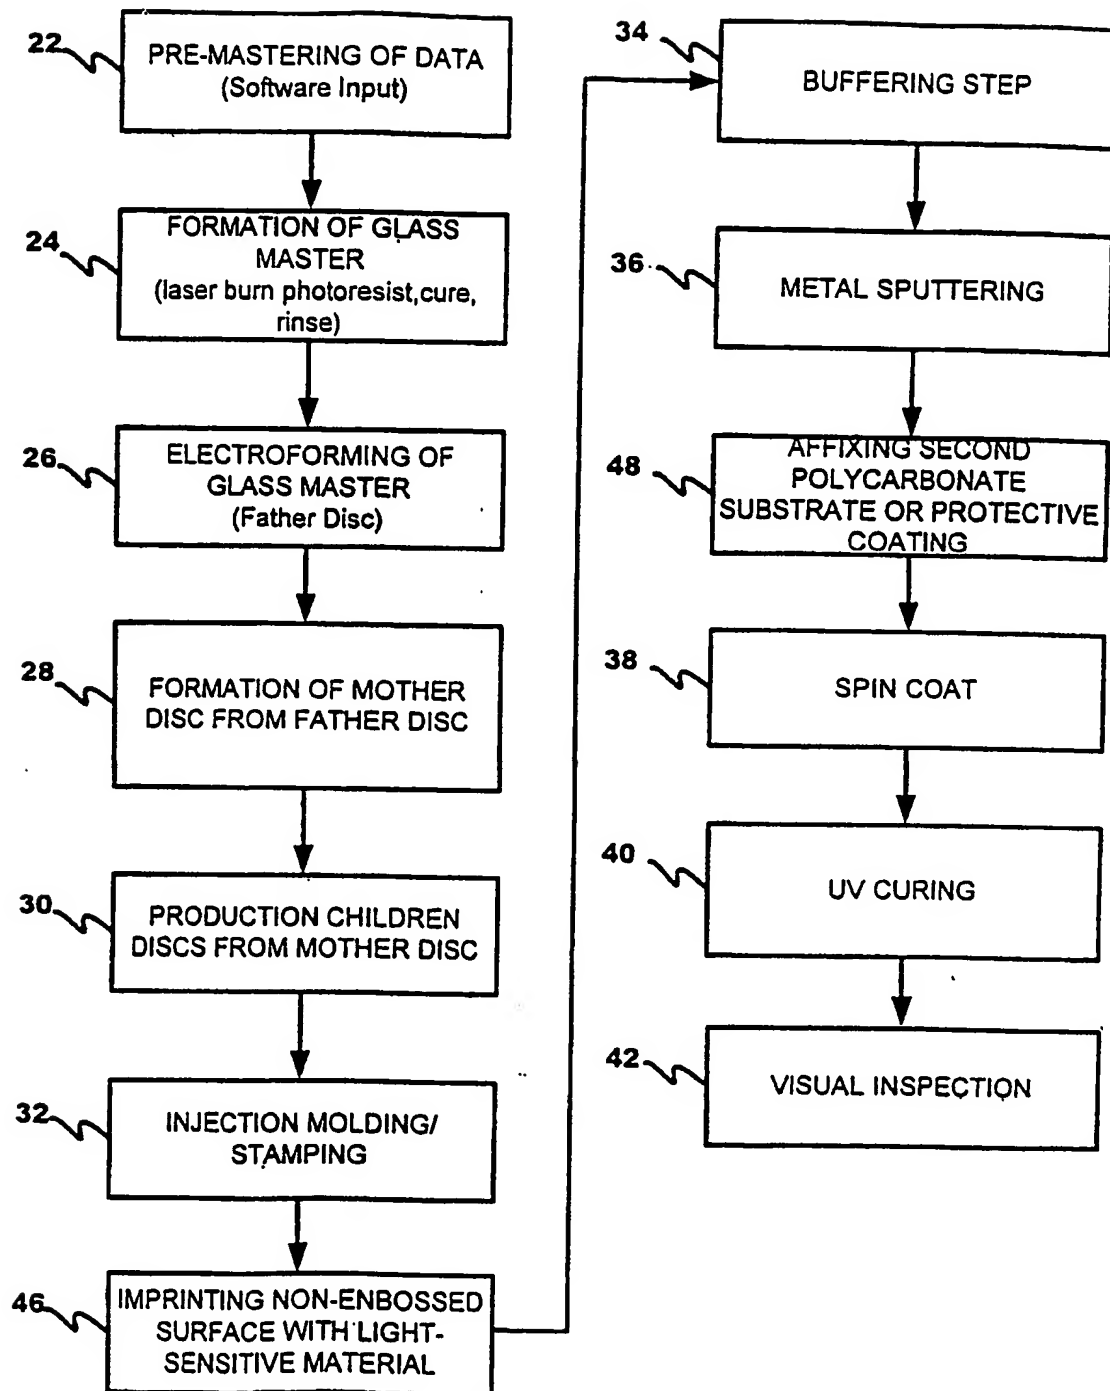 22
PRE-MASTERING OF DATA
(Software Input)
24
FORMATION OF GLASS
MASTER
(laser burn photoresist,cure,
rinse)
26
ELECTROFORMING OF
GLASS MASTER
(Father Disc)
28
FORMATION OF MOTHER
DISC FROM FATHER DISC
30
PRODUCTION CHILDREN
DISCS FROM MOTHER DISC
32
INJECTION MOLDING/
STAMPING
46
IMPRINTING NON-ENBOSSED
SURFACE WITH LIGHT-
SENSITIVE MATERIAL
34
BUFFERING STEP
36
METAL SPUTTERING
48
AFFIXING SECOND
POLYCARBONATE
SUBSTRATE OR PROTECTIVE
COATING
38
SPIN COAT
40
UV CURING
42
VISUAL INSPECTION